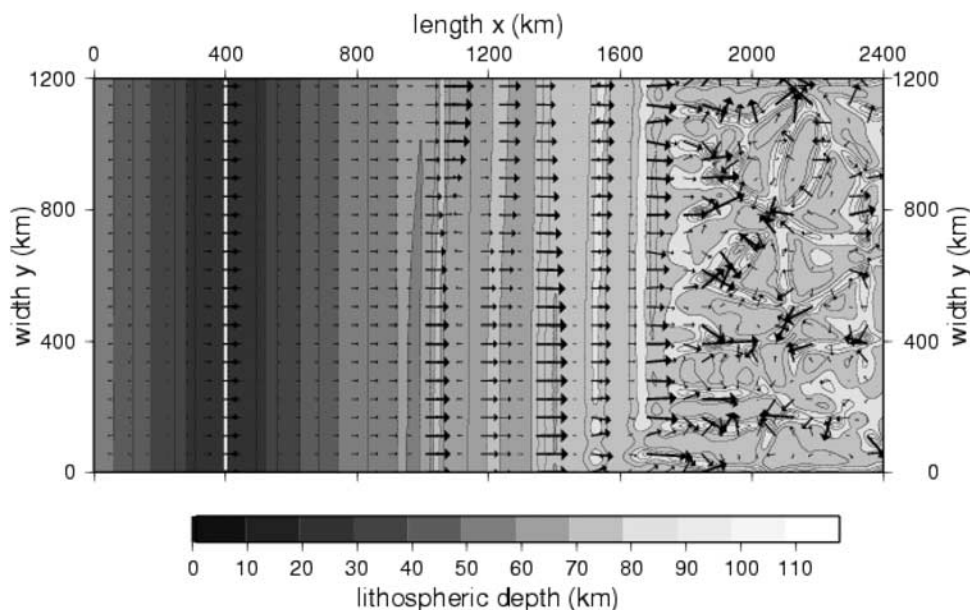 length x (km)
0 400 800 1200 1600 2000 2400
1200 1200
800 800
400 400
0 0
width y (km)
width y (km)
0 10 20 30 40 50 60 70 80 90 100 110
lithospheric depth (km)